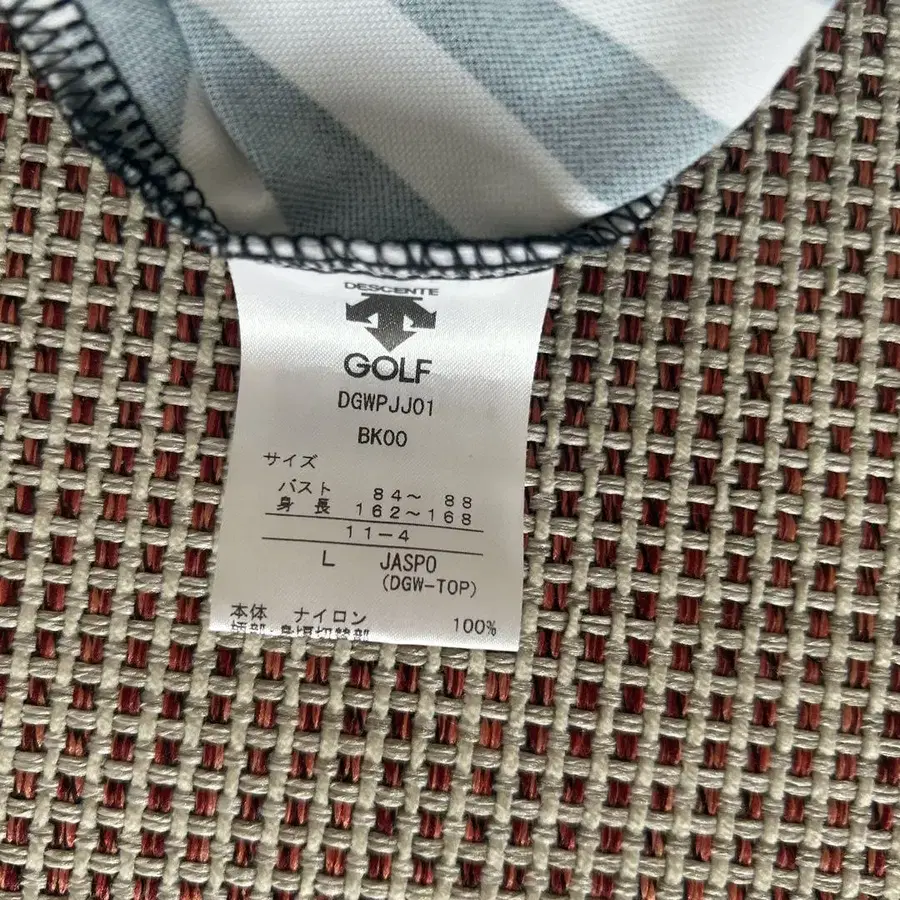 DESCENTE
GOLF
DGWPJJ01
BK00
サイズ
バスト 84～ 88
身 長 162～168
11-4
L JASPO
(DGW-TOP)
本体 ナイロン 100%